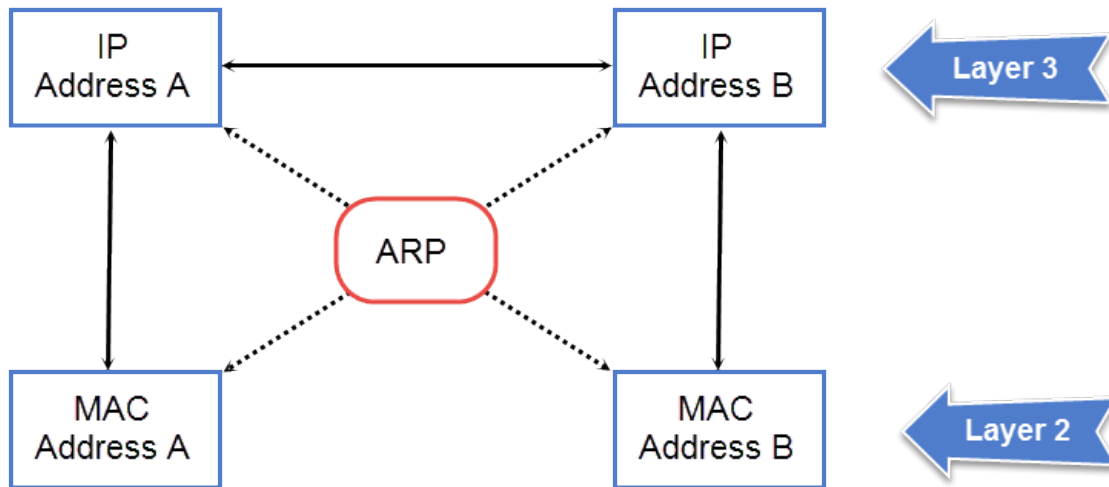 IP
Address A
IP
Address B
Layer 3
ARP
MAC
Address A
MAC
Address B
Layer 2